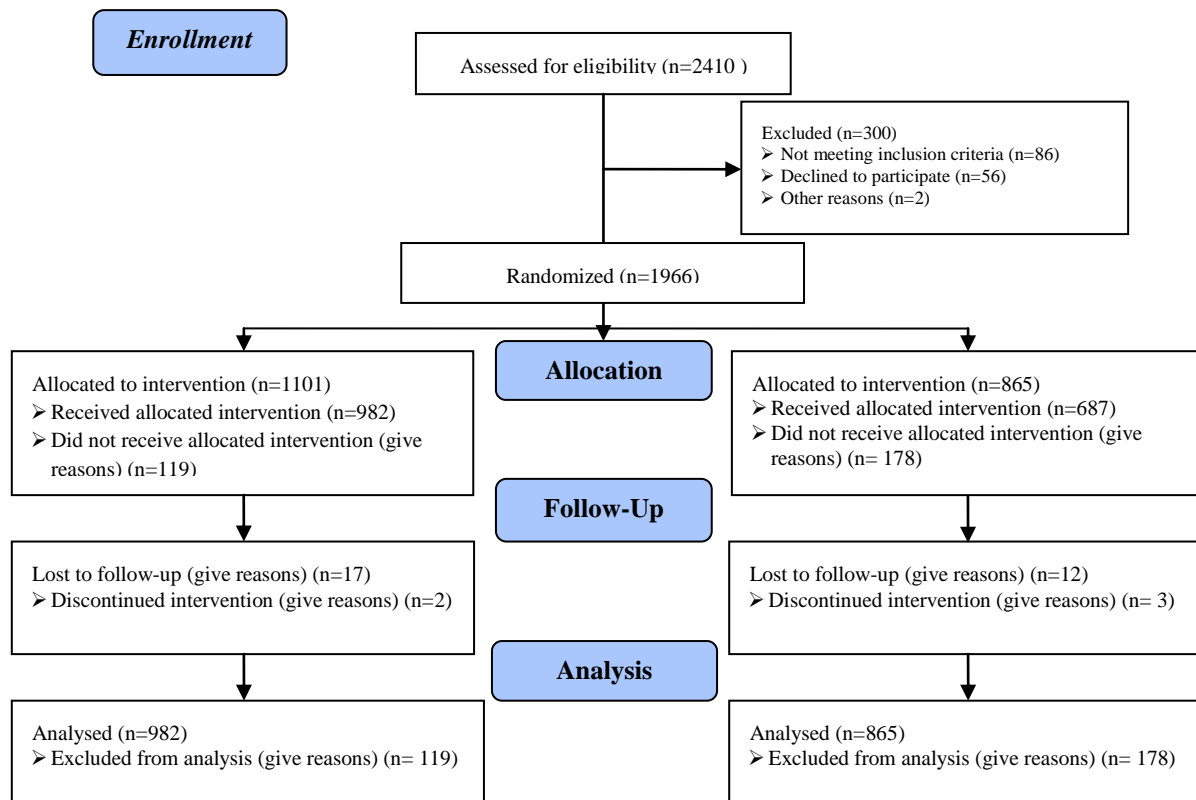 Enrollment
Assessed for eligibility (n=2410 )
Excluded (n=300)
➢ Not meeting inclusion criteria (n=86)
➢ Declined to participate (n=56)
➢ Other reasons (n=2)
Randomized (n=1966)
Allocation
Allocated to intervention (n=1101)
➢ Received allocated intervention (n=982)
➢ Did not receive allocated intervention (give
reasons) (n=119)
Allocated to intervention (n=865)
➢ Received allocated intervention (n=687)
➢ Did not receive allocated intervention (give
reasons) (n= 178)
Follow-Up
Lost to follow-up (give reasons) (n=17)
➢ Discontinued intervention (give reasons) (n=2)
Lost to follow-up (give reasons) (n=12)
➢ Discontinued intervention (give reasons) (n= 3)
Analysis
Analysed (n=982)
➢ Excluded from analysis (give reasons) (n= 119)
Analysed (n=865)
➢ Excluded from analysis (give reasons) (n= 178)